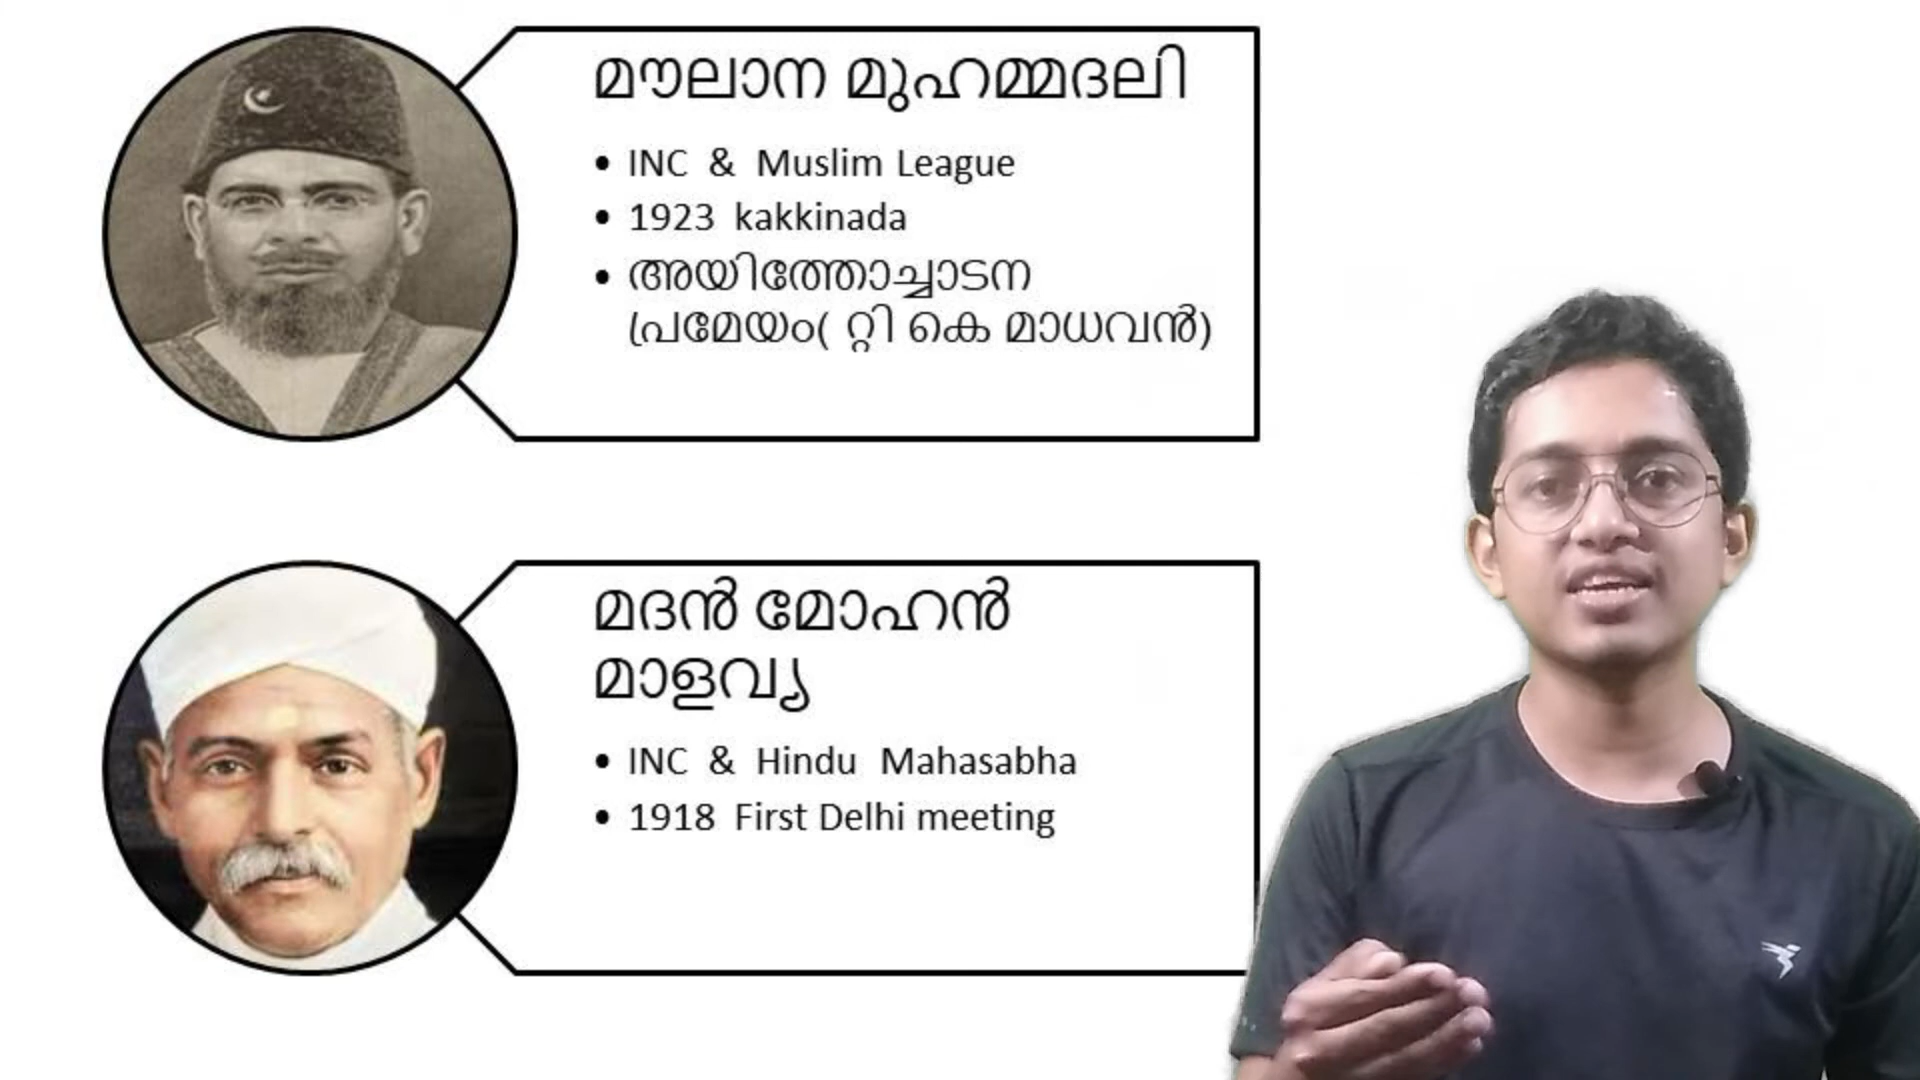 മൗലാന മുഹമ്മദലി
• INC & Muslim League
• 1923 kakkinada
• അയിത്തോച്ചാടന
പ്രമേയം( റ്റി കെ മാധവൻ)
മദൻ മോഹൻ
മാളവ്യ
• INC & Hindu Mahasabha
• 1918 First Delhi meeting